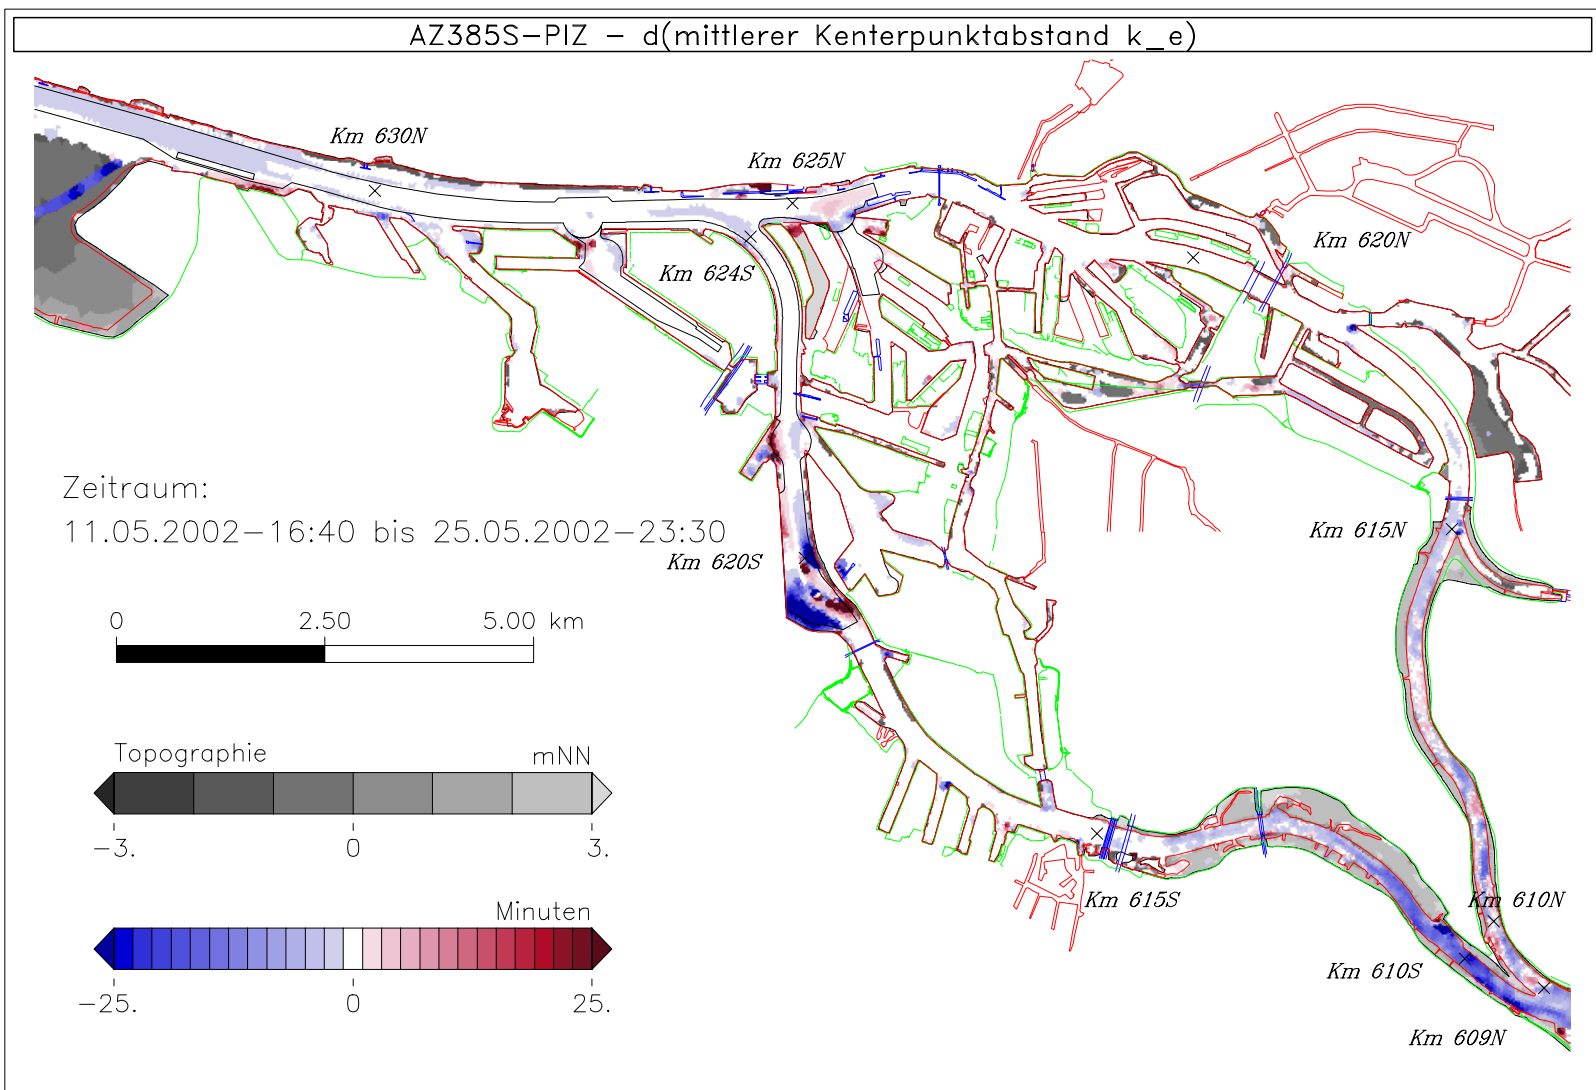 AZ385S-PIZ - d(mittlerer Kenterpunktabstand k_e)
Km 630N
Km 625N
Km 620N
Km 624S
Zeitraum:
11.05.2002-16:40 bis 25.05.2002-23:30
Km 615N
Km 620S
0 2.50 5.00 km
Topographie mNN
-3. 0 3.
Km 615S
Km 610N
Minuten
Km 610S
-25. 0 25.
Km 609N